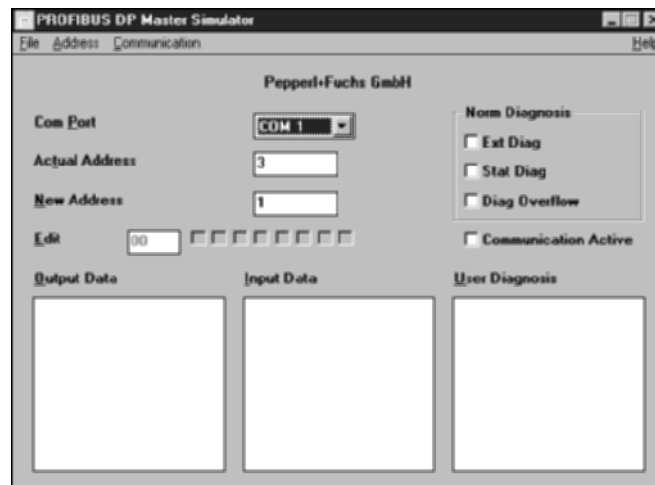 PROFIBUS DP Master Simulator
File Address Communication Help
Pepperl+Fuchs GmbH
Com Port
COM 1
Norm Diagnosis
Ext Diag
Stat Diag
Diag Overflow
Actual Address
3
New Address
1
Edit
00
Communication Active
Output Data
Input Data
User Diagnosis